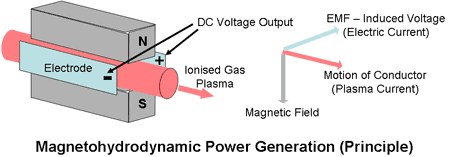 DC Voltage Output
N
Electrode
-
+
Ionised Gas
Plasma
S
EMF – Induced Voltage
(Electric Current)
Motion of Conductor
(Plasma Current)
Magnetic Field
Magnetohydrodynamic Power Generation (Principle)